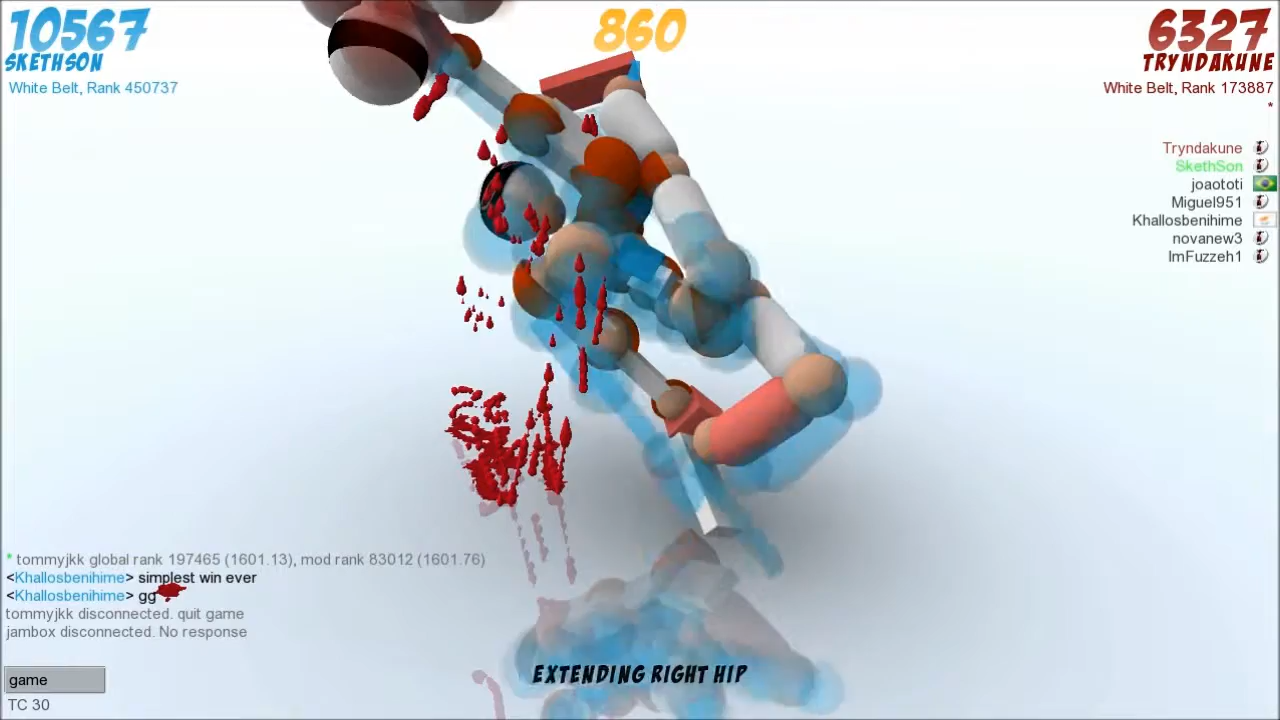 10567
SKETHSON
White Belt, Rank 450737
860
6327
TRYNDAKUNE
White Belt, Rank 173887
*
Tryndakune
SkethSon
joaototi
Miguel951
Khallosbenihime
novanew3
ImFuzzeh1
* tommyjkk global rank 197465 (1601.13), mod rank 83012 (1601.76)
<Khallosbenihime> simplest win ever
<Khallosbenihime> gg
tommyjkk disconnected. quit game
jambox disconnected. No response
EXTENDING RIGHT HIP
game
TC 30